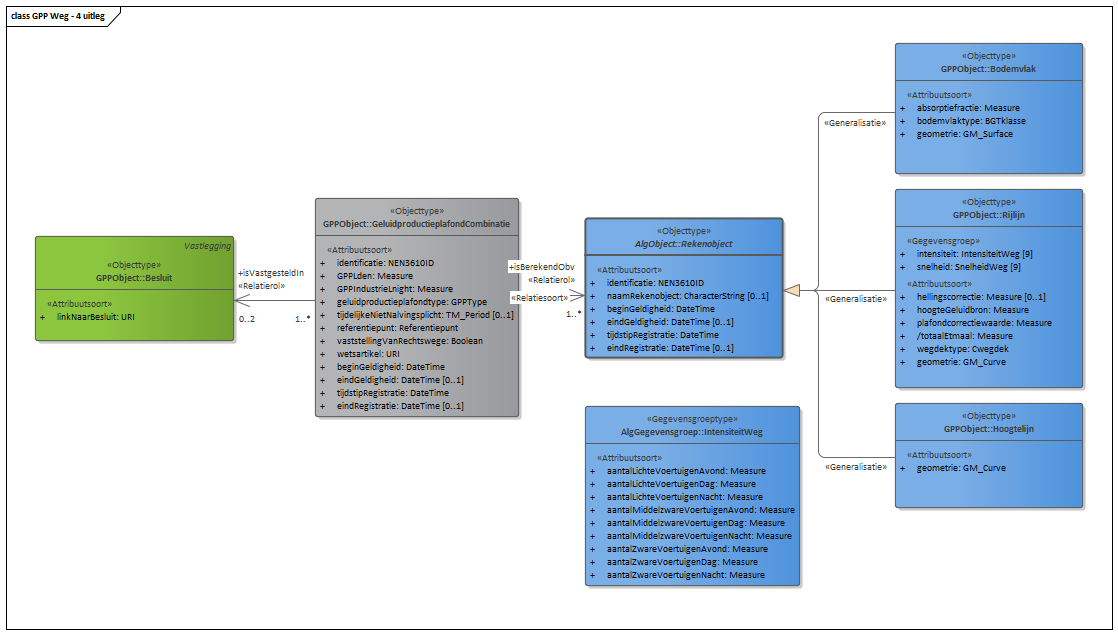 class GPP Weg - 4 uitleg
Vastlegging
«Objecttype»
GPPObject::Besluit
«Attribuutsoort»
+ linkNaarBesluit: URI
+isVastgesteldIn
«Relatierol»
0..2
1..*
«Objecttype»
GPPObject::GeluidproductieplafondCombinatie
«Attribuutsoort»
+ identificatie: NEN3610ID
+ GPPLden: Measure
+ GPPIndustrieLnight: Measure
+ geluidproductieplafondtype: GPPType
+ tijdelijkeNietNalvingsplicht: TM_Period [0..1]
+ referentiepunt: Referentiepunt
+ vaststellingVanRechtswege: Boolean
+ wetsartikel: URI
+ beginGeldigheid: DateTime
+ eindGeldigheid: DateTime [0..1]
+ tijdstipRegistratie: DateTime
+ eindRegistratie: DateTime [0..1]
+isBerekendObv
«Relatierol»
«Relatiesoort»
1..*
«Objecttype»
AlgObject::Rekenobject
«Attribuutsoort»
+ identificatie: NEN3610ID
+ naamRekenobject: CharacterString [0..1]
+ beginGeldigheid: DateTime
+ eindGeldigheid: DateTime [0..1]
+ tijdstipRegistratie: DateTime
+ eindRegistratie: DateTime [0..1]
«Gegevensgroeptype»
AlgGegevensgroep::IntensiteitWeg
«Attribuutsoort»
+ aantalLichteVoertuigenAvond: Measure
+ aantalLichteVoertuigenDag: Measure
+ aantalLichteVoertuigenNacht: Measure
+ aantalMiddelzwareVoertuigenAvond: Measure
+ aantalMiddelzwareVoertuigenDag: Measure
+ aantalMiddelzwareVoertuigenNacht: Measure
+ aantalZwareVoertuigenAvond: Measure
+ aantalZwareVoertuigenDag: Measure
+ aantalZwareVoertuigenNacht: Measure
«Generalisatie»
«Objecttype»
GPPObject::Bodemvlak
«Attribuutsoort»
+ absorptiefractie: Measure
+ bodemvlaktype: BGTklasse
+ geometrie: GM_Surface
«Generalisatie»
«Objecttype»
GPPObject::Rijlijn
«Gegevensgroep»
+ intensiteit: IntensiteitWeg [9]
+ snelheid: SnelheidWeg [9]
«Attribuutsoort»
+ hellingscorrectie: Measure [0..1]
+ hoogteGeluidbron: Measure
+ plafondcorrectiewaarde: Measure
+ /totaalEtmaal: Measure
+ wegdektype: Cwegdek
+ geometrie: GM_Curve
«Generalisatie»
«Objecttype»
GPPObject::Hoogtelijn
«Attribuutsoort»
+ geometrie: GM_Curve